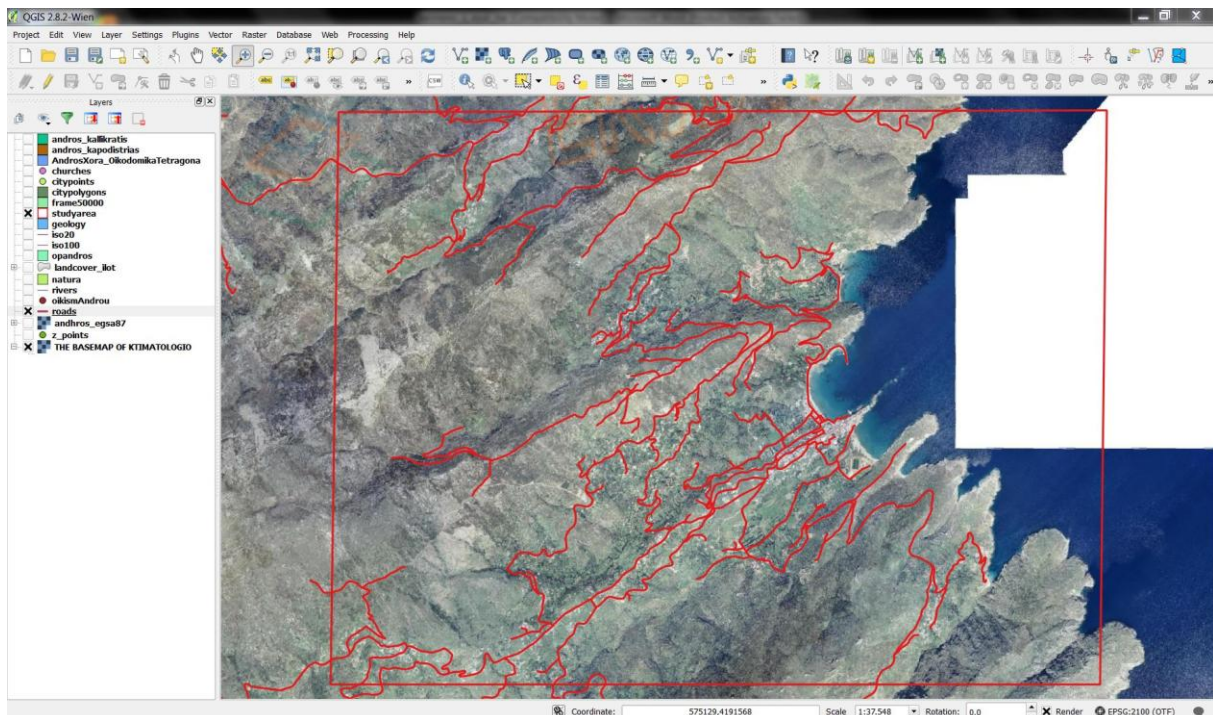 QGIS 2.8.2-Wien
Project Edit View Layer Settings Plugins Vector Raster Database Web Processing Help
Layers
andros_kallikratis
andros_kapodistrias
AndrosXora_OikodomikaTetragona
churches
citypoints
citypolygons
frame50000
studyarea
geology
iso20
iso100
opandros
landcover_ilot
natura
rivers
oikismAndrou
roads
andhros_egsa87
z_points
THE BASEMAP OF KTIMATOLOGIO
Coordinate: 575129,4191568 Scale 1:37.548 Rotation: 0,0 Render EPSG:2100 (OTF)